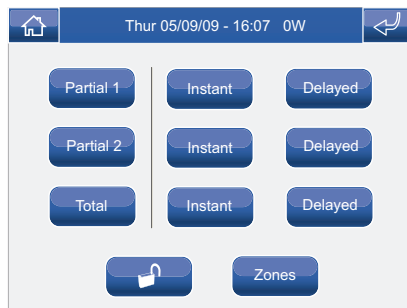 Thur 05/09/09 - 16:07 0W
Partial 1 Instant Delayed
Partial 2 Instant Delayed
Total Instant Delayed
Zones